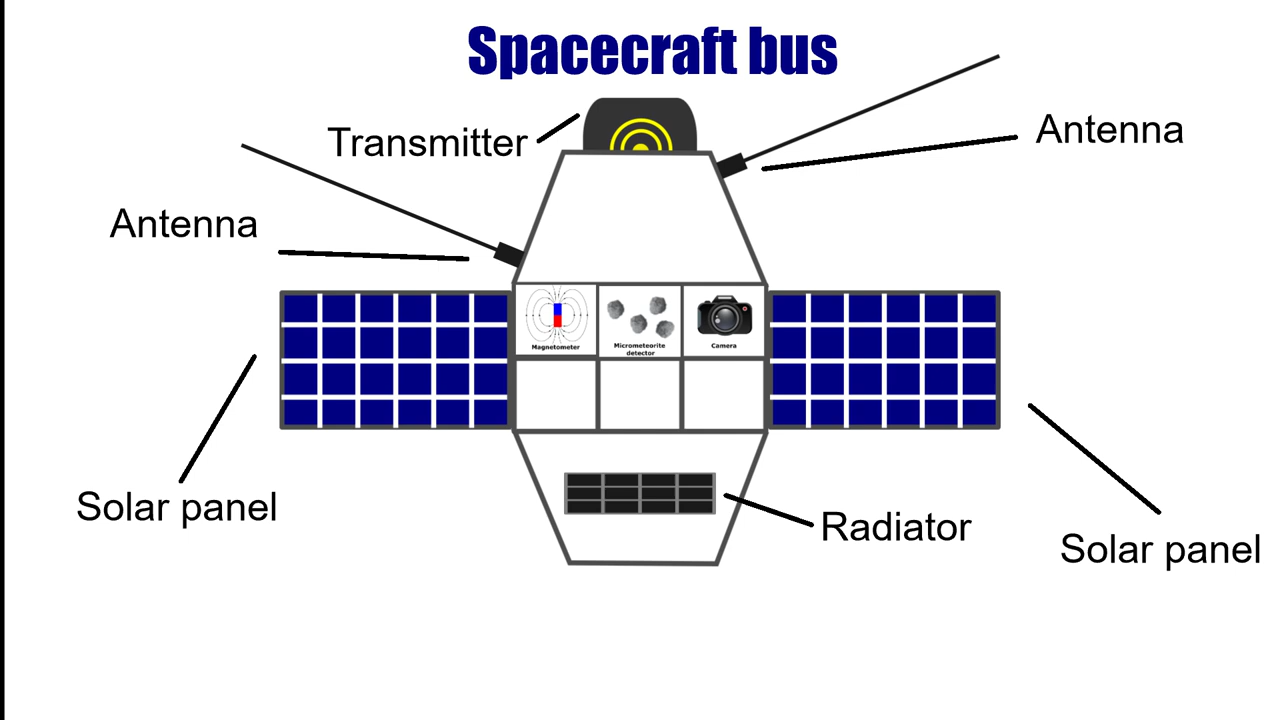 Spacecraft bus
Transmitter
Antenna
Antenna
Magnetometer
Micrometeorite
detector
Camera
Solar panel
Radiator
Solar panel